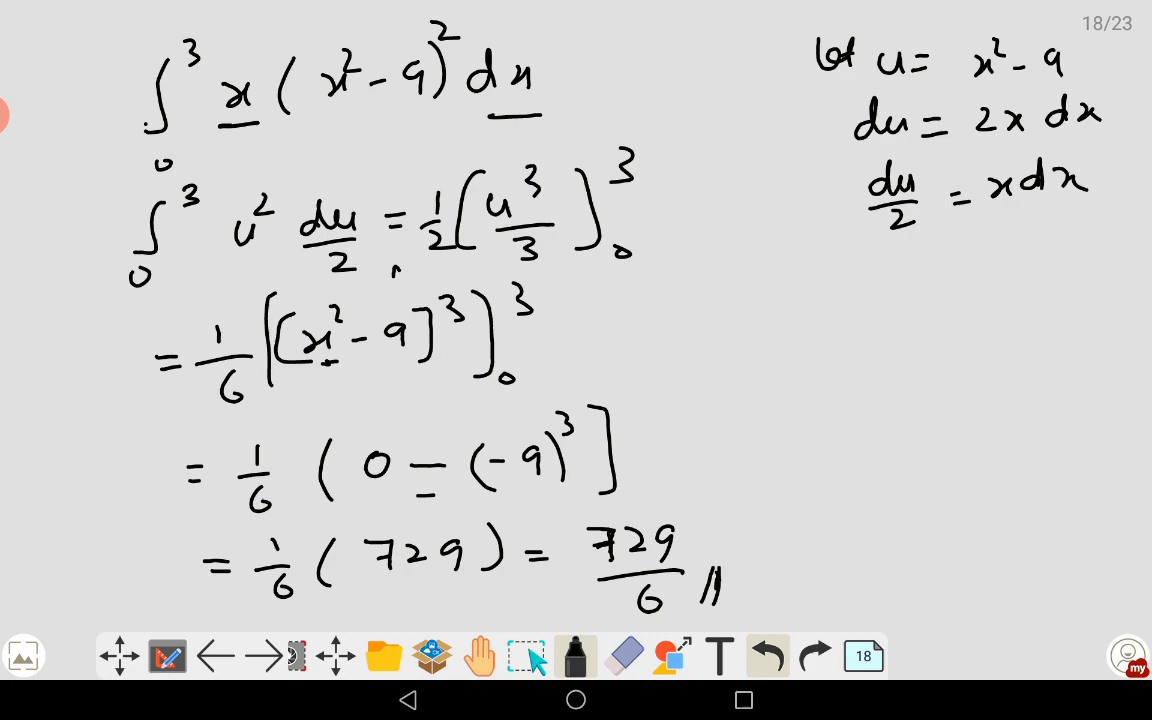 18/23
∫₀³ x (x² - 9)² dx
let u = x² - 9
du = 2x dx
du/2 = x dx
∫₀³ u² du/2 = 1/2 [u³/3]₀³
= 1/6 [[x² - 9]³]₀³
= 1/6 (0 - (-9)³]
= 1/6 (729) = 729/6 //
T
18
my